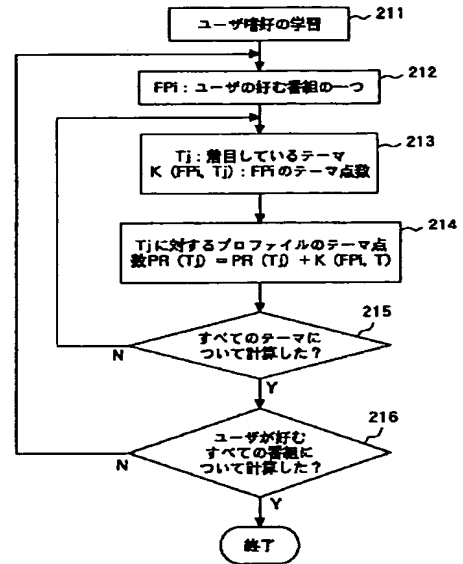 ユーザ嗜好の学習
211
FPi：ユーザの好む番組の一つ
212
Tj：着目しているテーマ
K (FPi, Tj)：FPiのテーマ点数
213
Tjに対するプロファイルのテーマ点
数PR (Tj) ＝PR (Tj) ＋K (FPi, T)
214
すべてのテーマに
ついて計算した？
215
N
Y
ユーザが好む
すべての番組に
ついて計算した？
216
N
Y
終了